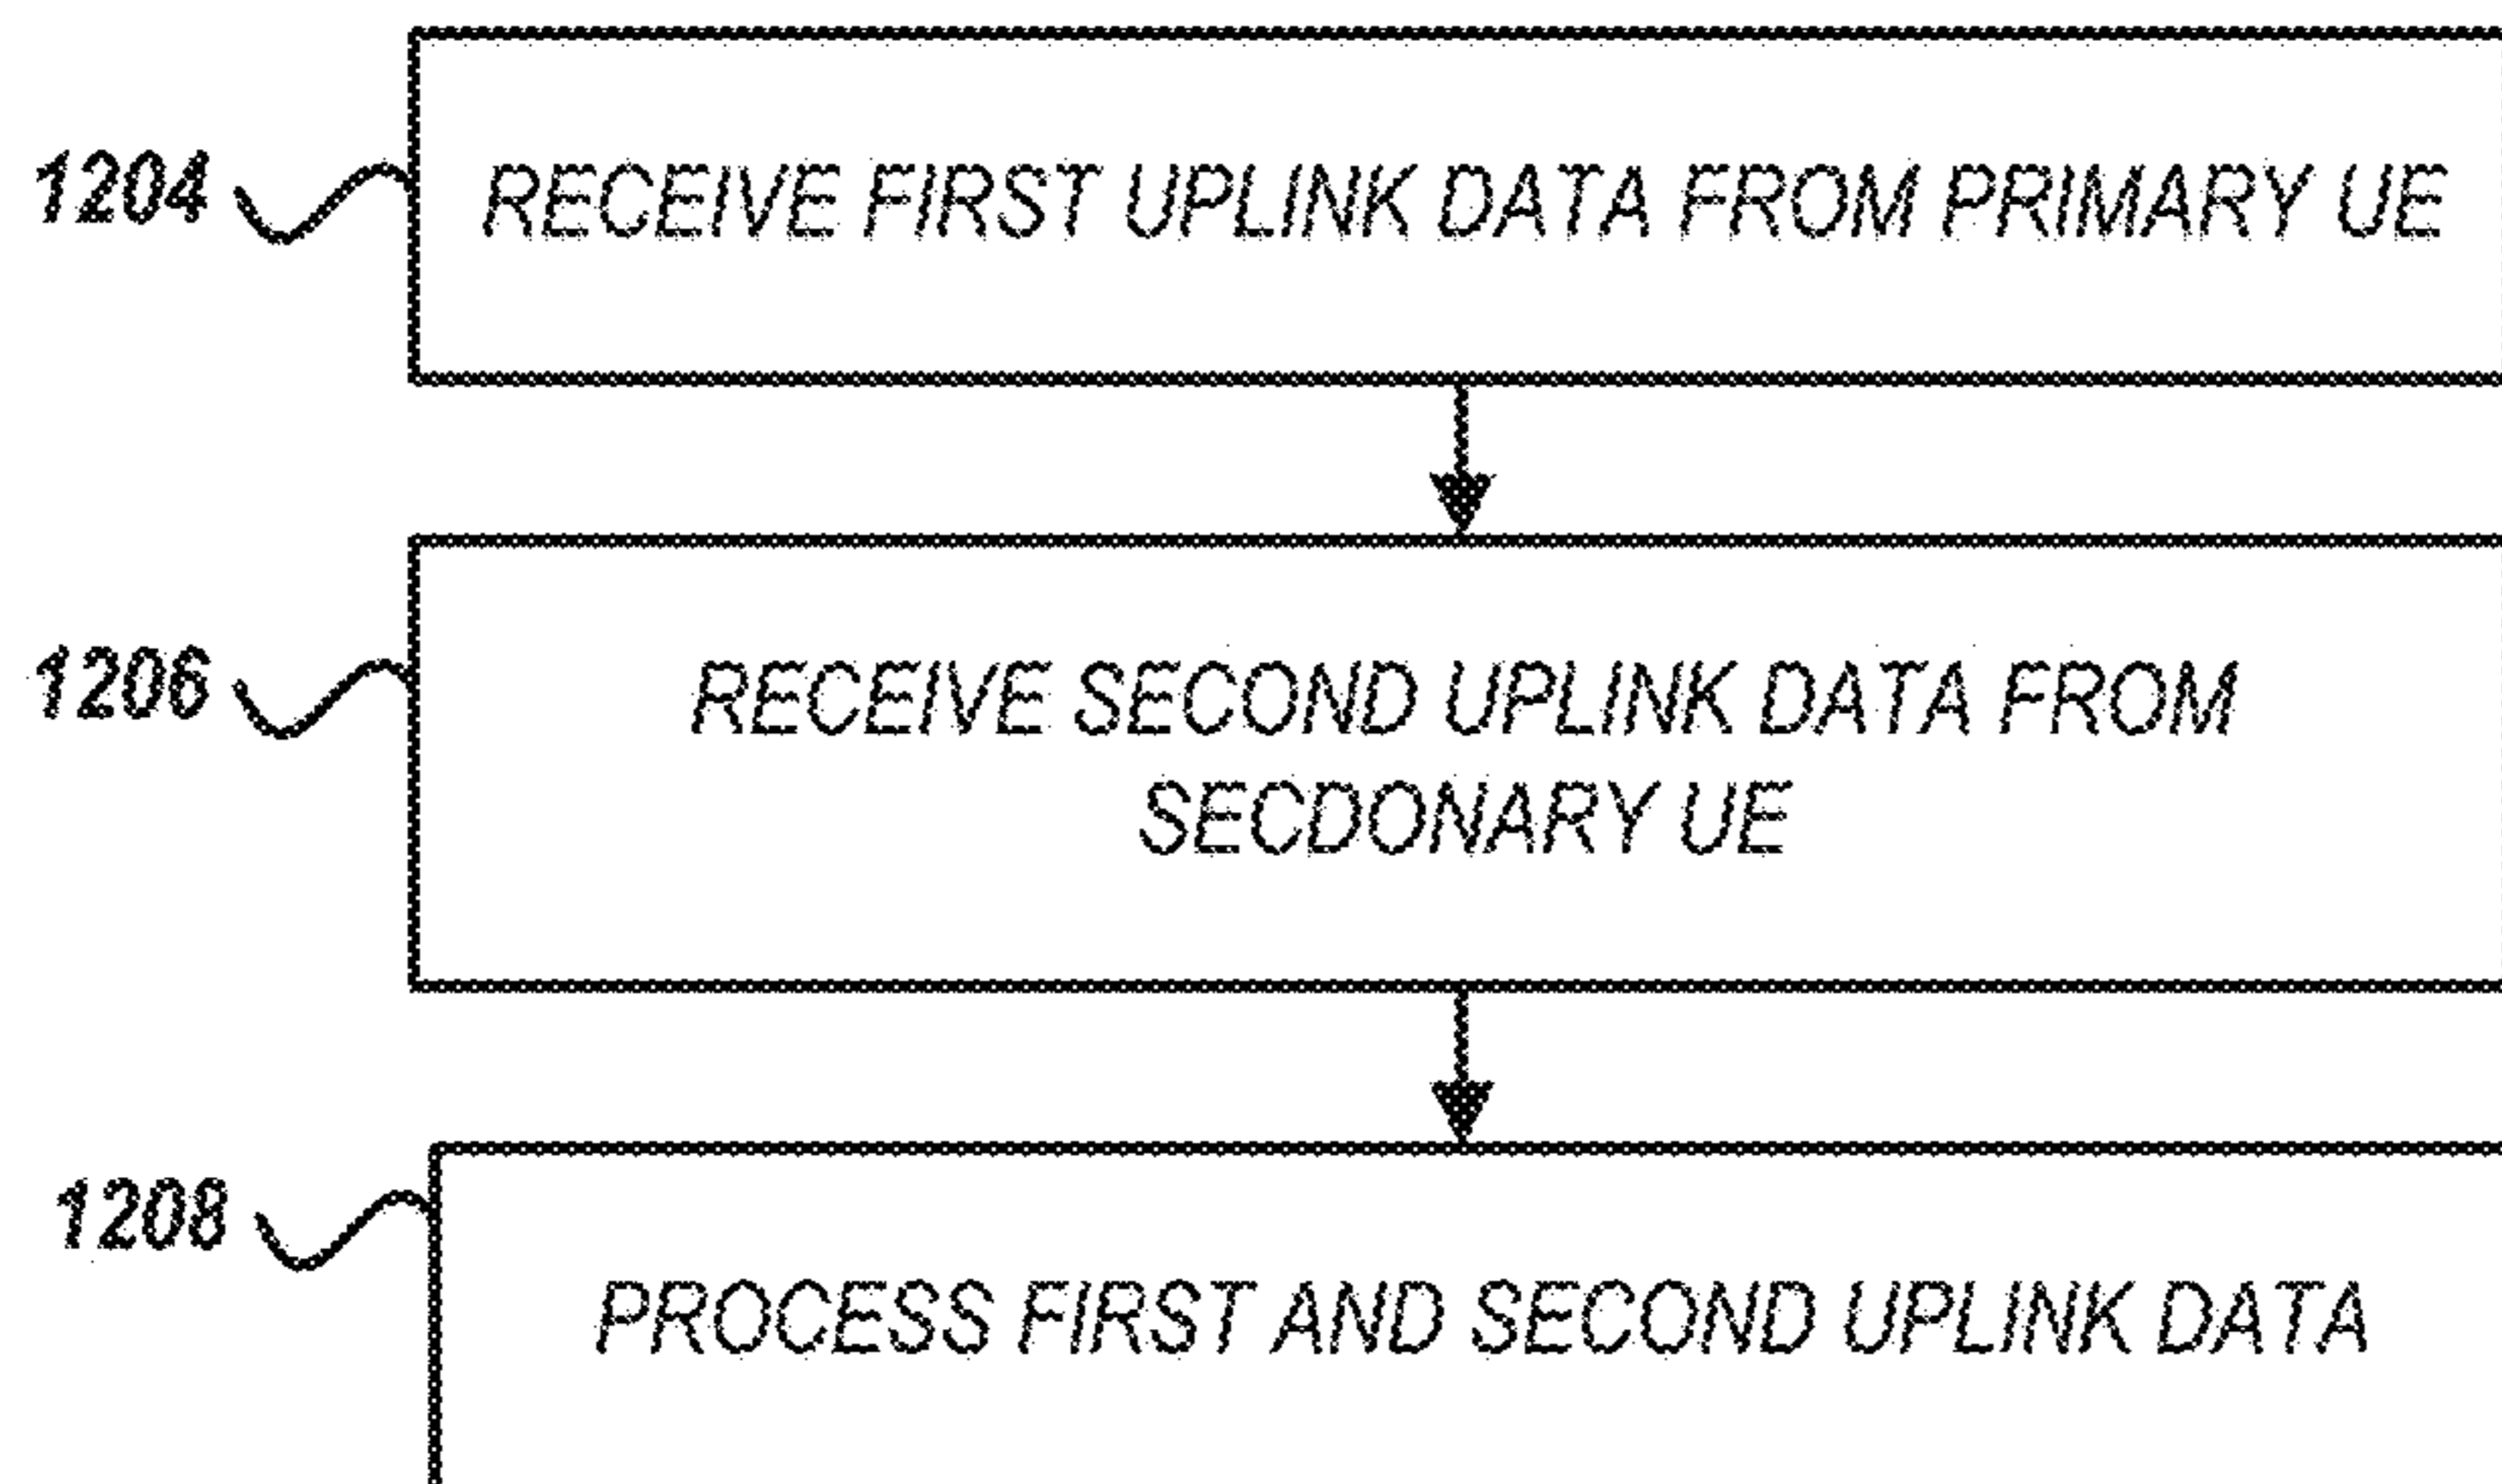 1204 RECEIVE FIRST UPLINK DATA FROM PRIMARY UE
1206 RECEIVE SECOND UPLINK DATA FROM
SECDONARY UE
1208
PROCESS FIRST AND SECOND UPLINK DATA